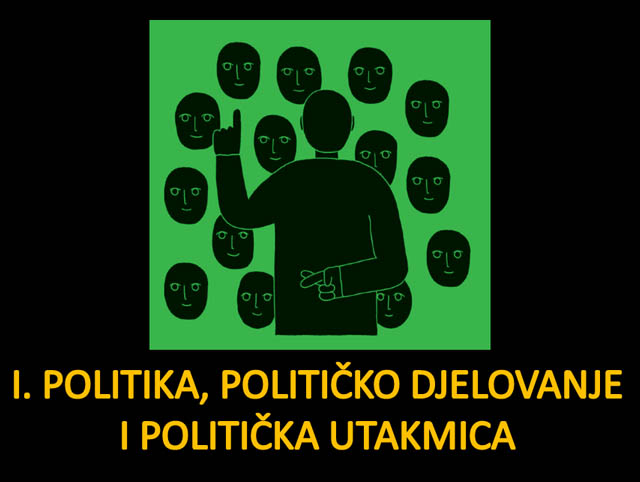 I. POLITIKA, POLITIČKO DJELOVANJE
I POLITIČKA UTAKMICA